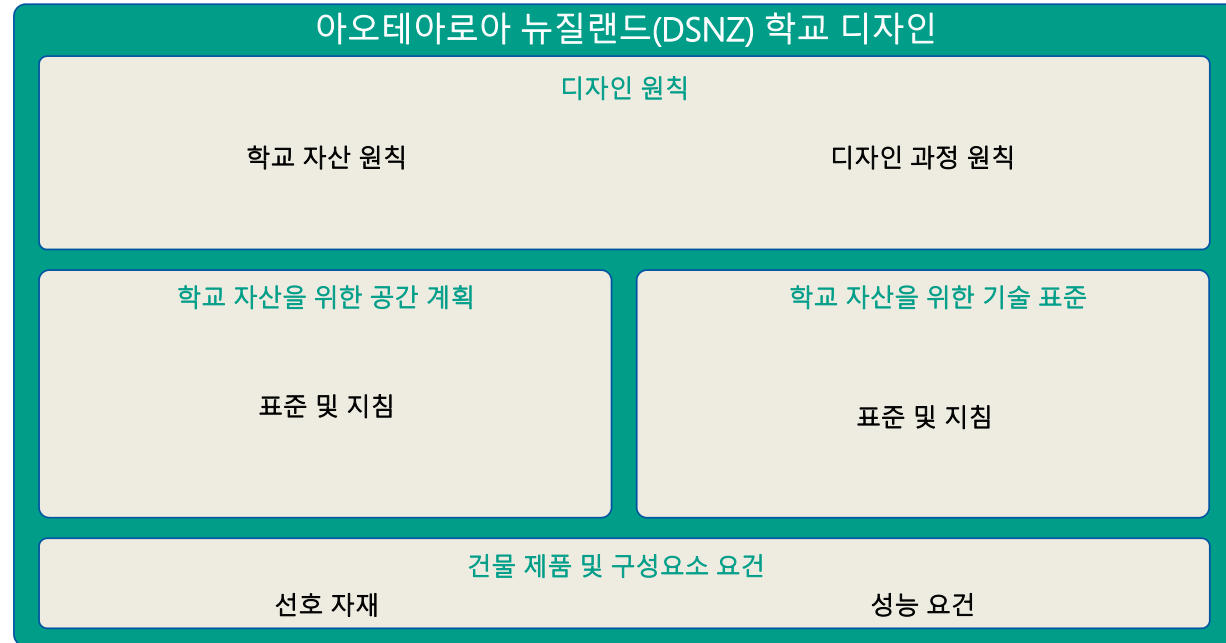 아오테아로아 뉴질랜드(DSNZ) 학교 디자인
디자인 원칙
학교 자산 원칙
디자인 과정 원칙
학교 자산을 위한 공간 계획
표준 및 지침
학교 자산을 위한 기술 표준
표준 및 지침
건물 제품 및 구성요소 요건
선호 자재
성능 요건